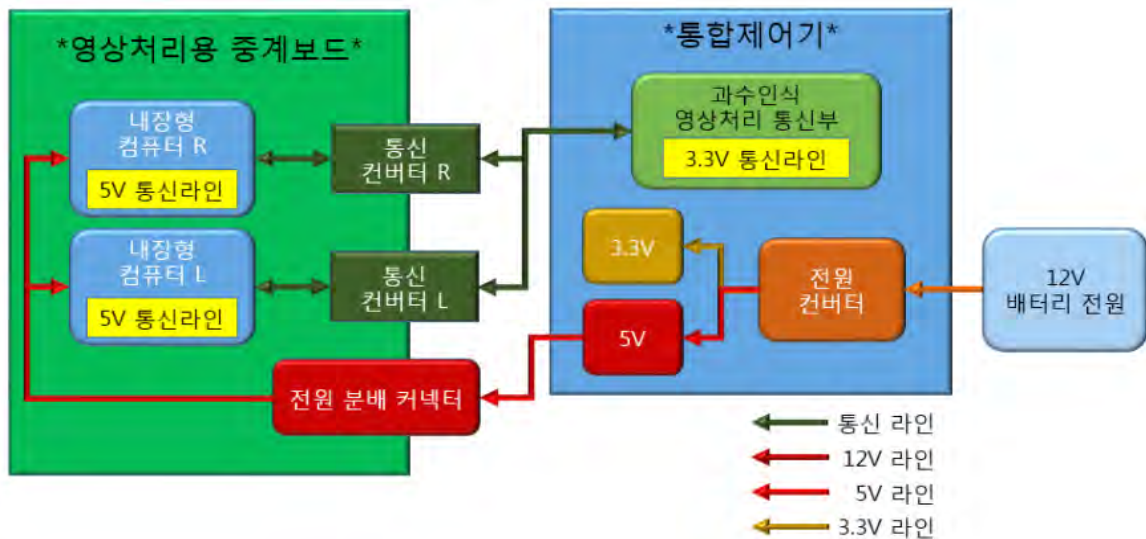 *영상처리용 중계보드*
내장형
컴퓨터 R
5V 통신라인
통신
컨버터 R
내장형
컴퓨터 L
5V 통신라인
통신
컨버터 L
전원 분배 커넥터
*통합제어기*
과수인식
영상처리 통신부
3.3V 통신라인
3.3V
5V
전원
컨버터
12V
배터리 전원
통신 라인
12V 라인
5V 라인
3.3V 라인